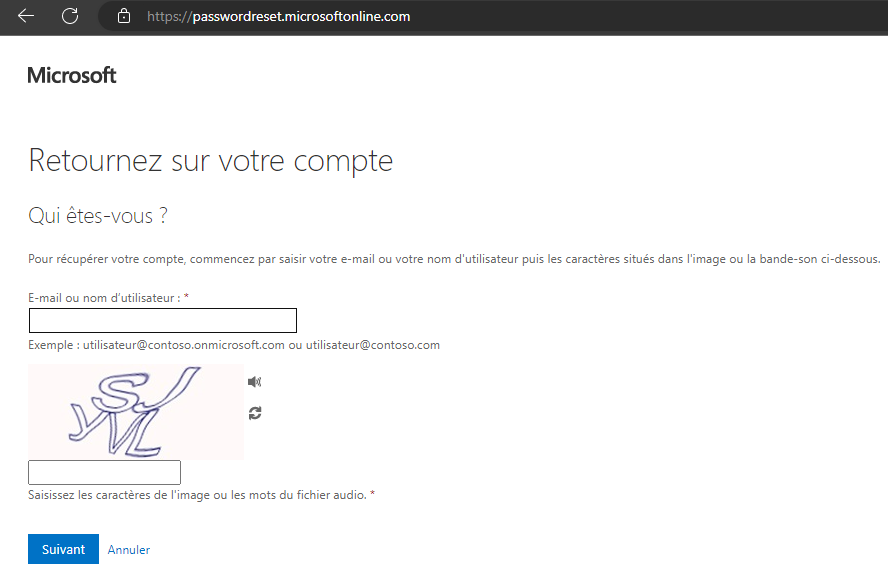 https://passwordreset.microsoftonline.com
Microsoft
Retournez sur votre compte
Qui êtes-vous ?
Pour récupérer votre compte, commencez par saisir votre e-mail ou votre nom d'utilisateur puis les caractères situés dans l'image ou la bande-son ci-dessous.
E-mail ou nom d'utilisateur : *
Exemple : utilisateur@contoso.onmicrosoft.com ou utilisateur@contoso.com
Saisissez les caractères de l'image ou les mots du fichier audio. *
Suivant Annuler